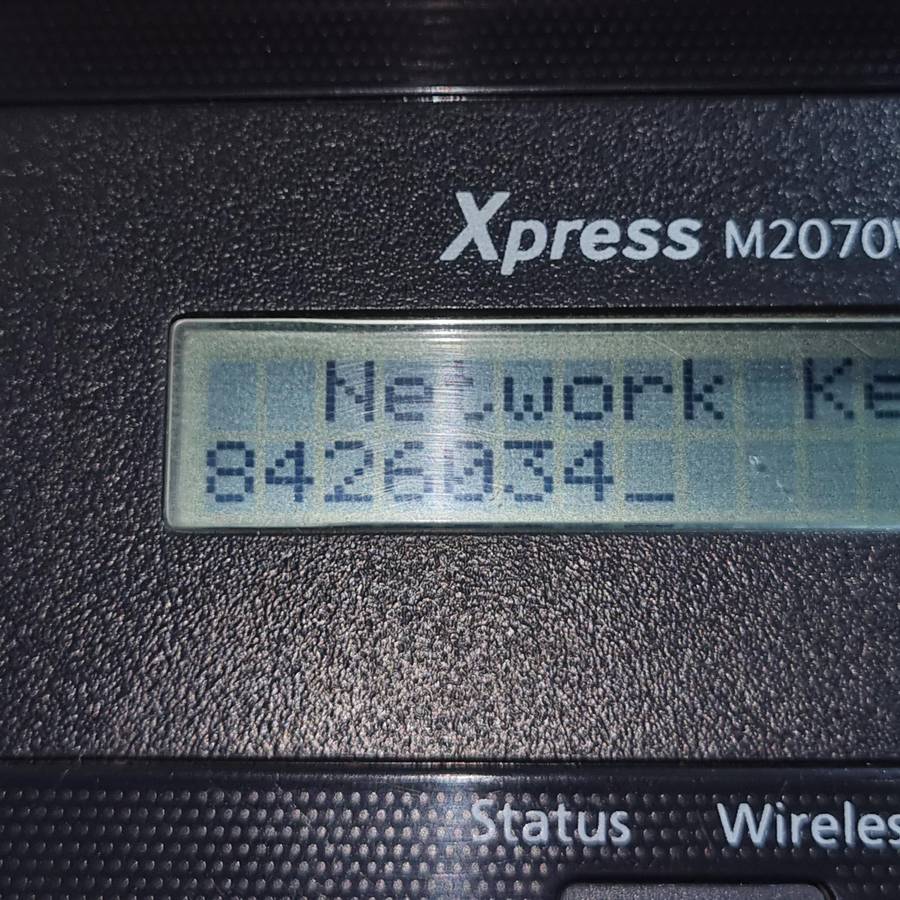 Xpress M2070
Network Ke
8426034_
Status Wireles